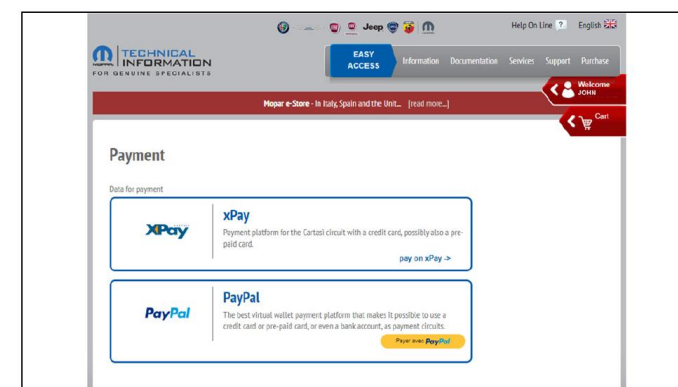 Jeep
Help On Line ? English
TECHNICAL
INFORMATION
FOR GENUINE SPECIALISTS
EASY
ACCESS
Information Documentation Services Support Purchase
Welcome
JOHN
Mopar e-Store - In Italy, Spain and the Unit... [read more...]
Cart
Payment
Data for payment
XPay
xPay
Payment platform for the Cartasi circuit with a credit card, possibly also a pre-
paid card.
pay on xPay ->
PayPal
PayPal
The best virtual wallet payment platform that makes it possible to use a
credit card or pre-paid card, or even a bank account, as payment circuits.
Payer avec PayPal